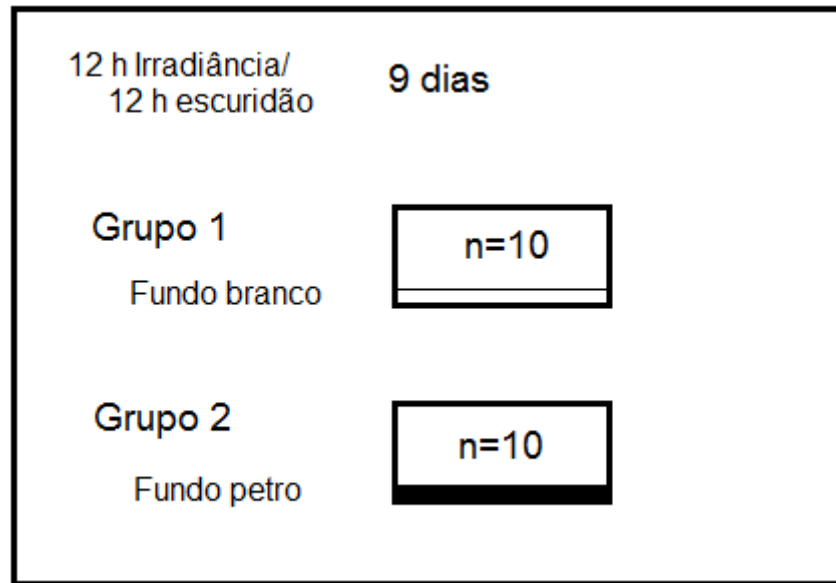 12 h Irradiância/
12 h escuridão
9 dias
Grupo 1
n=10
Fundo branco
Grupo 2
n=10
Fundo petro